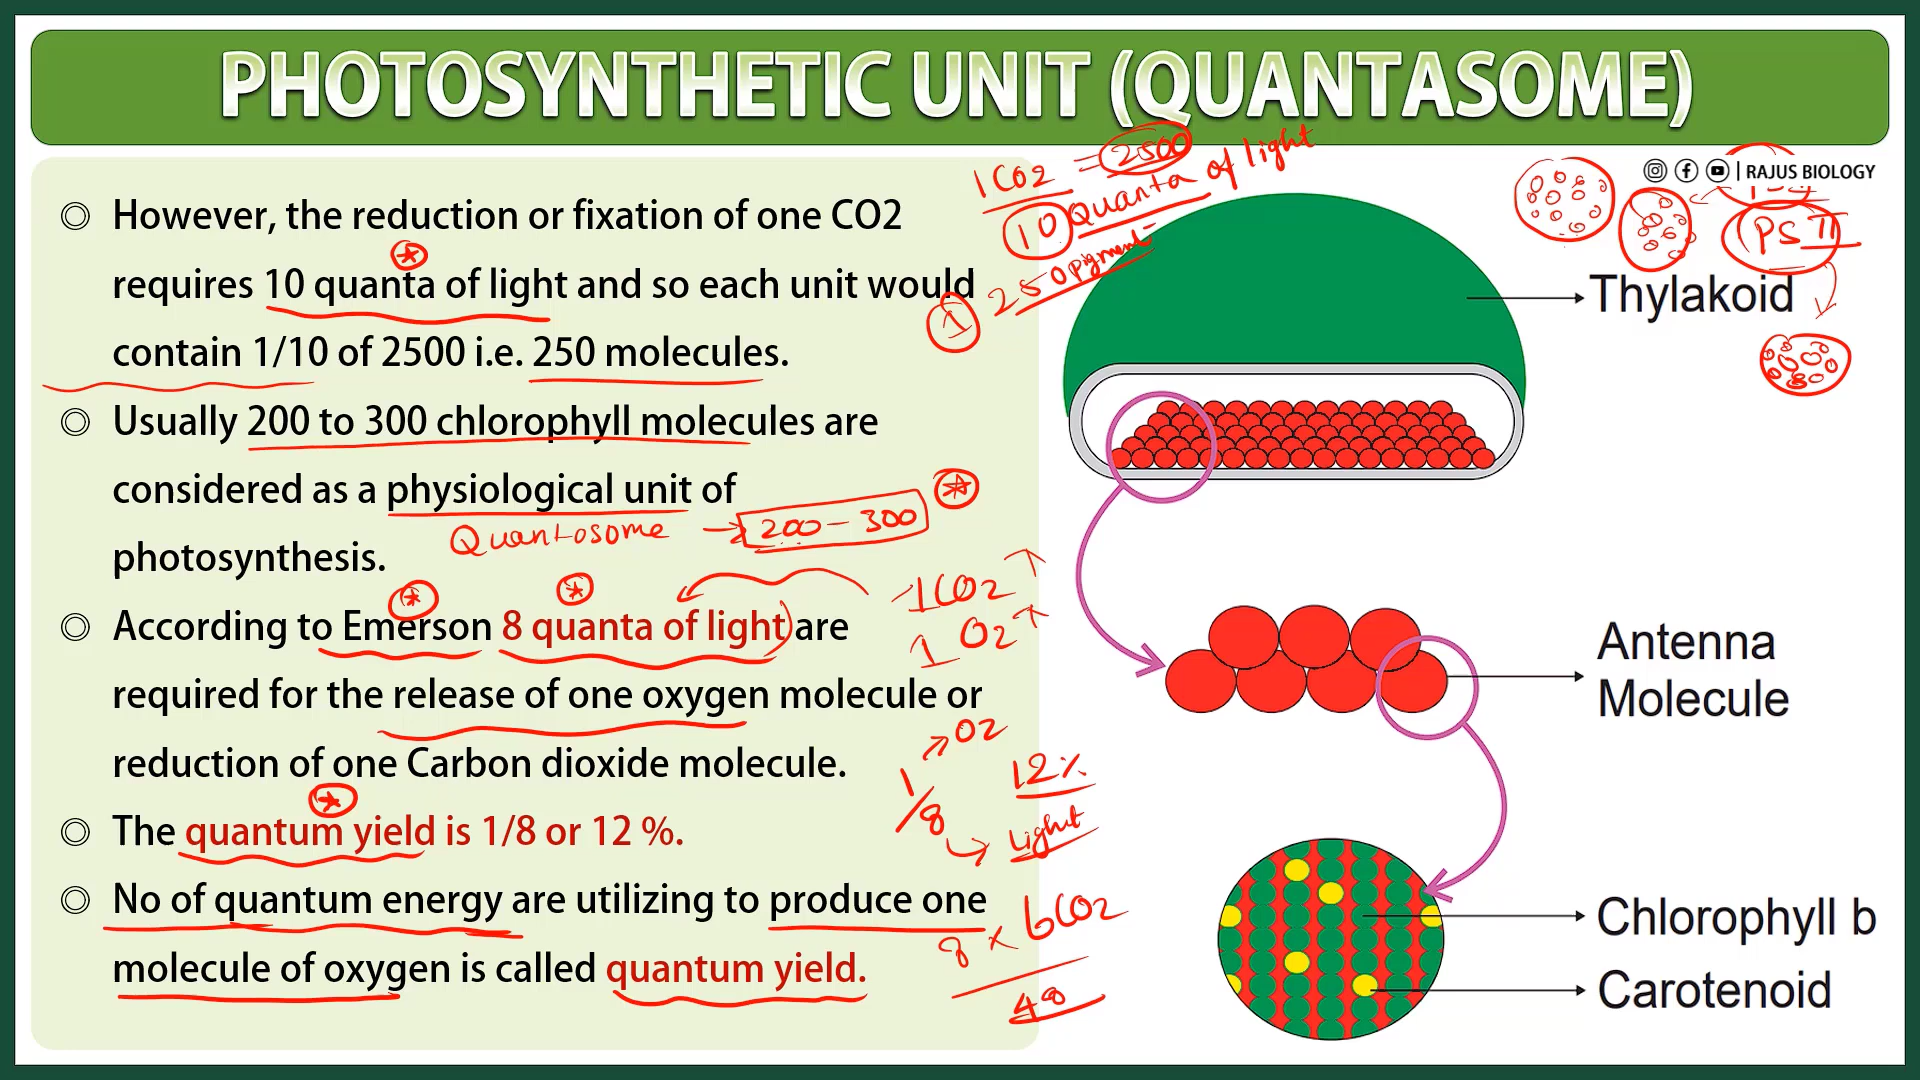 PHOTOSYNTHETIC UNIT (QUANTASOME)
| RAJUS BIOLOGY
◎ However, the reduction or fixation of one CO2
requires 10 quanta of light and so each unit would
contain 1/10 of 2500 i.e. 250 molecules.
◎ Usually 200 to 300 chlorophyll molecules are
considered as a physiological unit of
photosynthesis.
Quantosome → 200 - 300
◎ According to Emerson 8 quanta of light are
required for the release of one oxygen molecule or
reduction of one Carbon dioxide molecule.
◎ The quantum yield is 1/8 or 12 %.
◎ No of quantum energy are utilizing to produce one
molecule of oxygen is called quantum yield.
1 CO2 = 2500
10 Quanta of light
250 pigment
1
1CO2
1 O2
O2
1/8
12%
Light
8 x 6CO2
48
PS II
Thylakoid
Antenna
Molecule
Chlorophyll b
Carotenoid